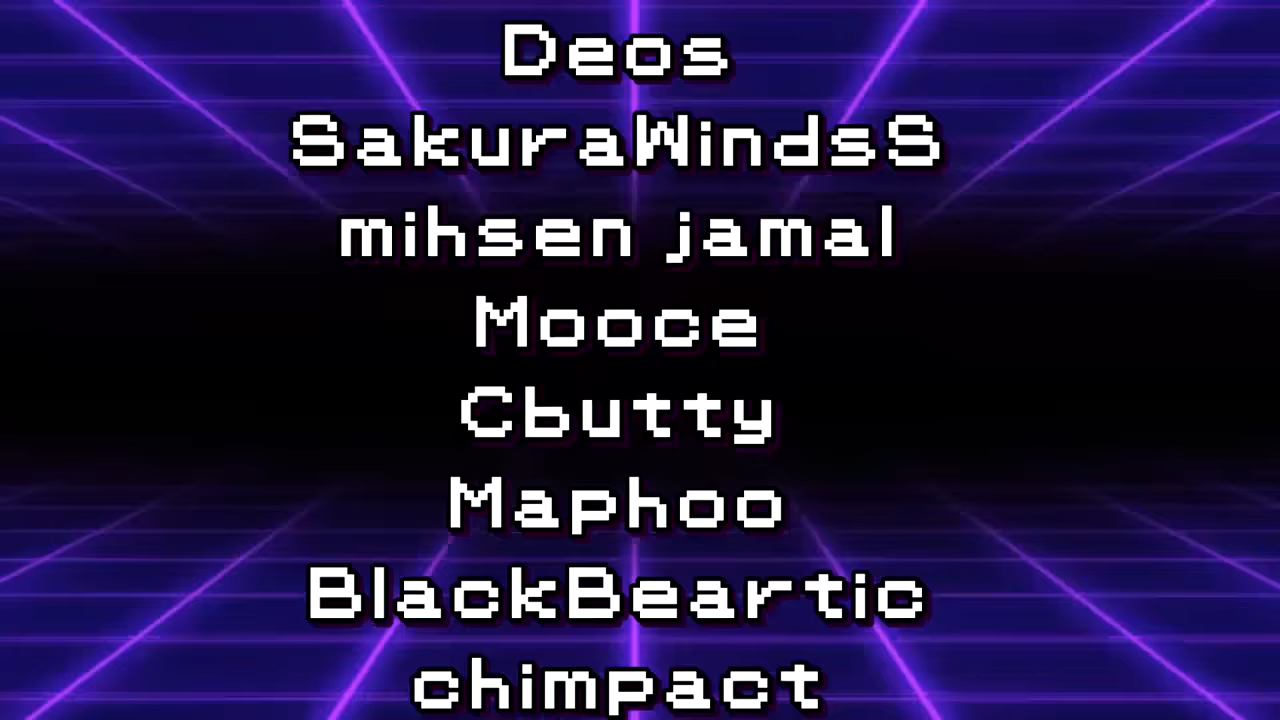 Deos
SakuraWindsS
mihsen jamal
Mooce
Cbutty
Maphoo
BlackBeartic
chimpact